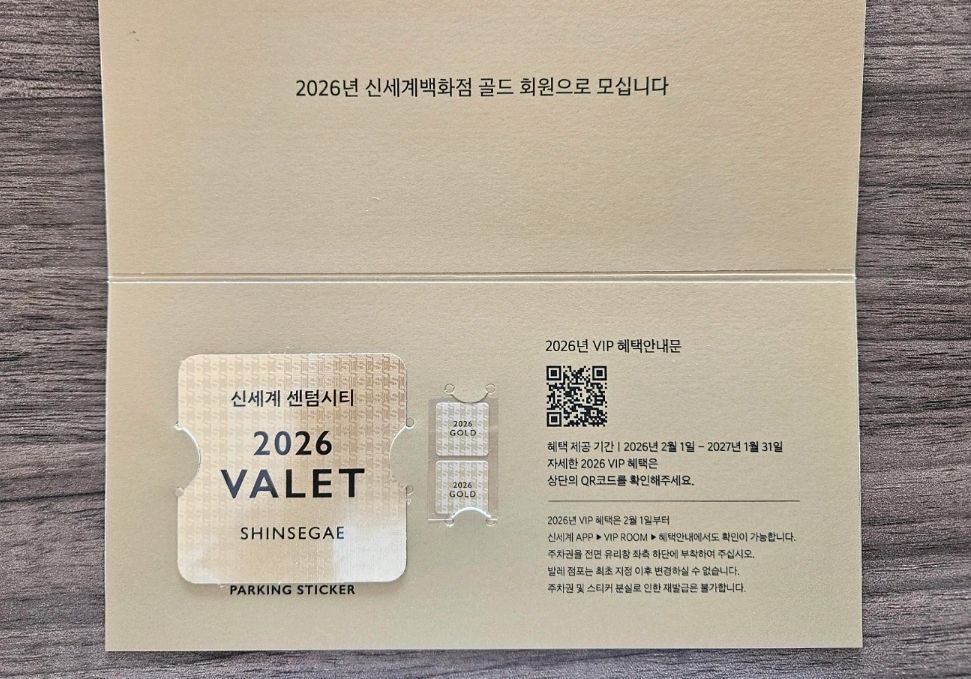 2026년 신세계백화점 골드 회원으로 모십니다
신세계 센텀시티
2026
VALET
SHINSEGAE
PARKING STICKER
2026
GOLD
2026
GOLD
2026년 VIP 혜택안내문
혜택 제공 기간 | 2026년 2월 1일 – 2027년 1월 31일
자세한 2026 VIP 혜택은
상단의 QR코드를 확인해주세요.
2026년 VIP 혜택은 2월 1일부터
신세계 APP ▶ VIP ROOM ▶ 혜택안내에서도 확인이 가능합니다.
주차권을 전면 유리창 좌측 하단에 부착하여 주십시오.
발레 점포는 최초 지정 이후 변경하실 수 없습니다.
주차권 및 스티커 분실로 인한 재발급은 불가합니다.